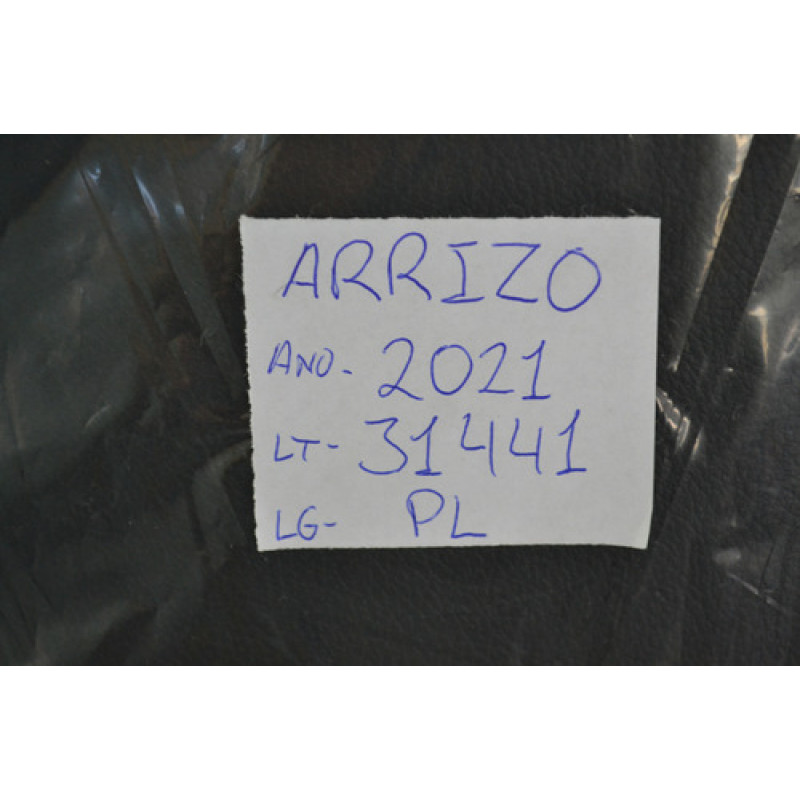 ARRIZO
ANO- 2021
LT- 31441
LG- PL